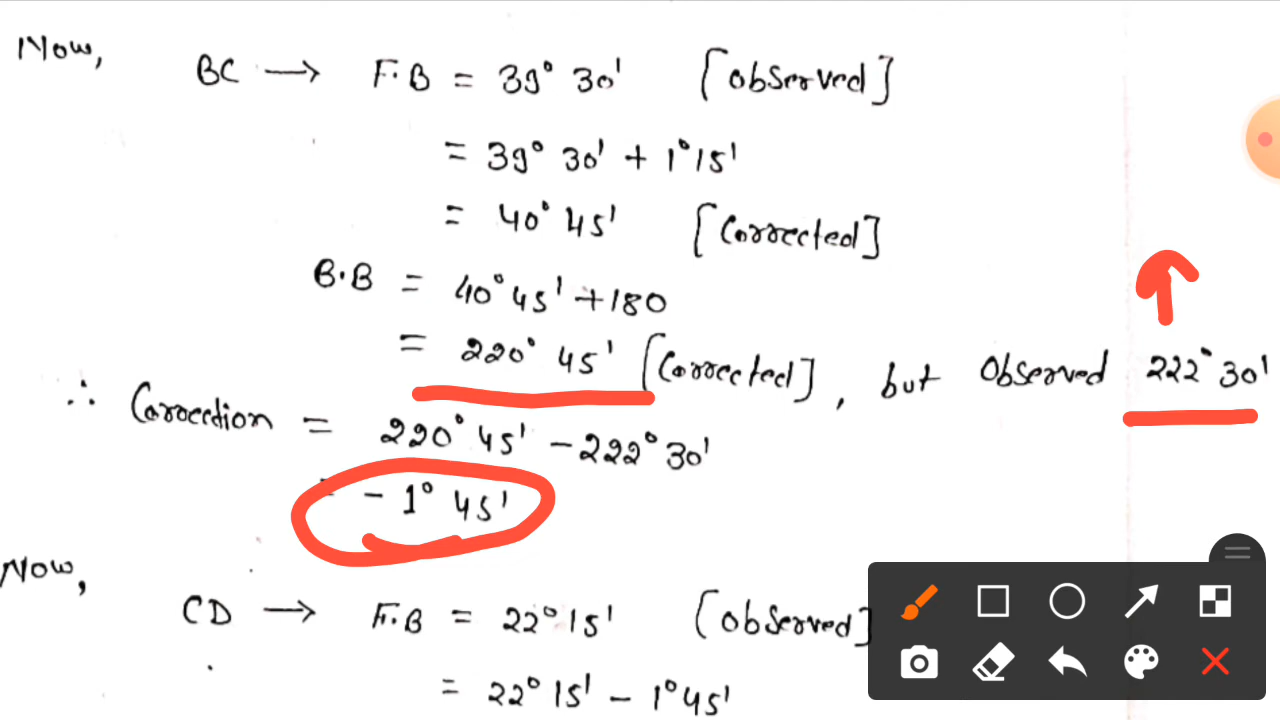 Now,
BC → F.B = 39° 30' [observed]
= 39° 30' + 1° 15'
= 40° 45' [Corrected]
B.B = 40° 45' + 180
= 220° 45' [Corrected], but observed 222° 30'
∴ Correction = 220° 45' - 222° 30'
= - 1° 45'
Now,
CD → F.B = 22° 15' [observed]
= 22° 15' - 1° 45'